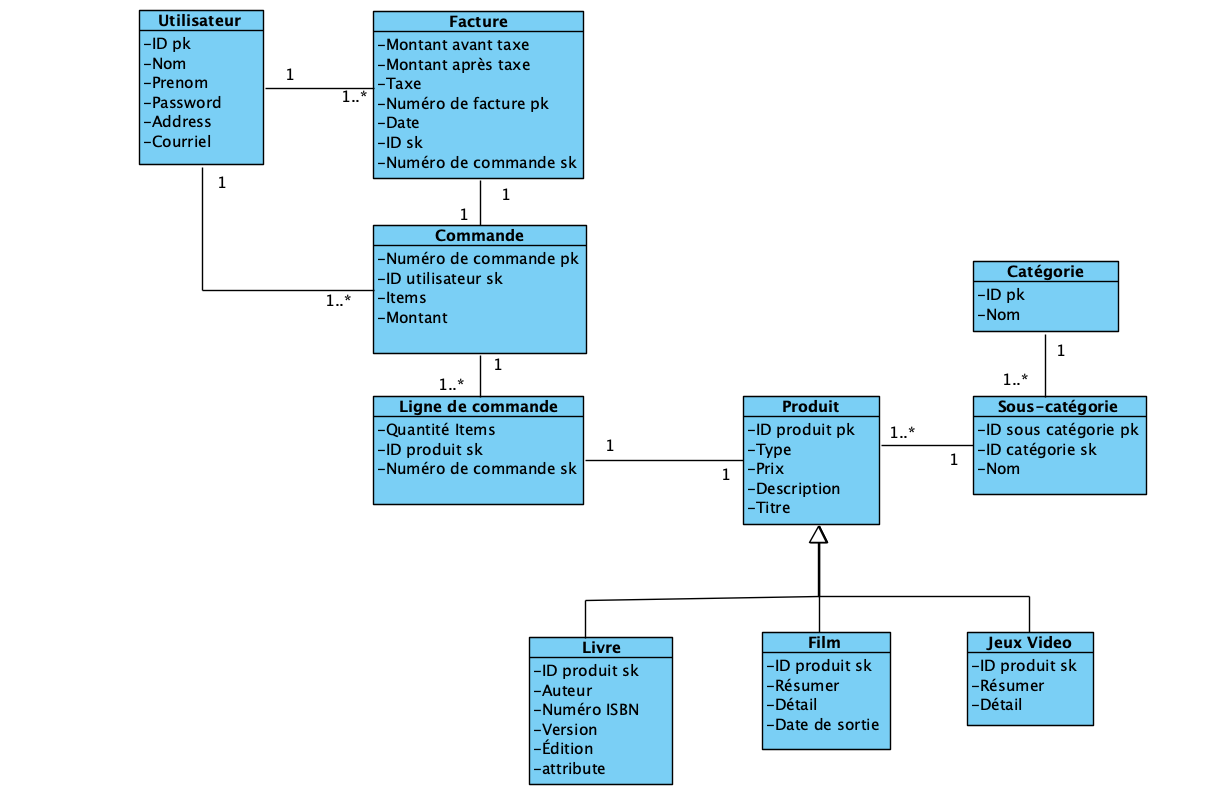 Utilisateur
-ID pk
-Nom
-Prenom
-Password
-Address
-Courriel
1
1..*
Facture
-Montant avant taxe
-Montant après taxe
-Taxe
-Numéro de facture pk
-Date
-ID sk
-Numéro de commande sk
1
1..*
1
1
Commande
-Numéro de commande pk
-ID utilisateur sk
-Items
-Montant
1
1..*
Ligne de commande
-Quantité Items
-ID produit sk
-Numéro de commande sk
1
1
Produit
-ID produit pk
-Type
-Prix
-Description
-Titre
1..*
1
Catégorie
-ID pk
-Nom
1
1..*
Sous-catégorie
-ID sous catégorie pk
-ID catégorie sk
-Nom
Livre
-ID produit sk
-Auteur
-Numéro ISBN
-Version
-Édition
-attribute
Film
-ID produit sk
-Résumer
-Détail
-Date de sortie
Jeux Video
-ID produit sk
-Résumer
-Détail